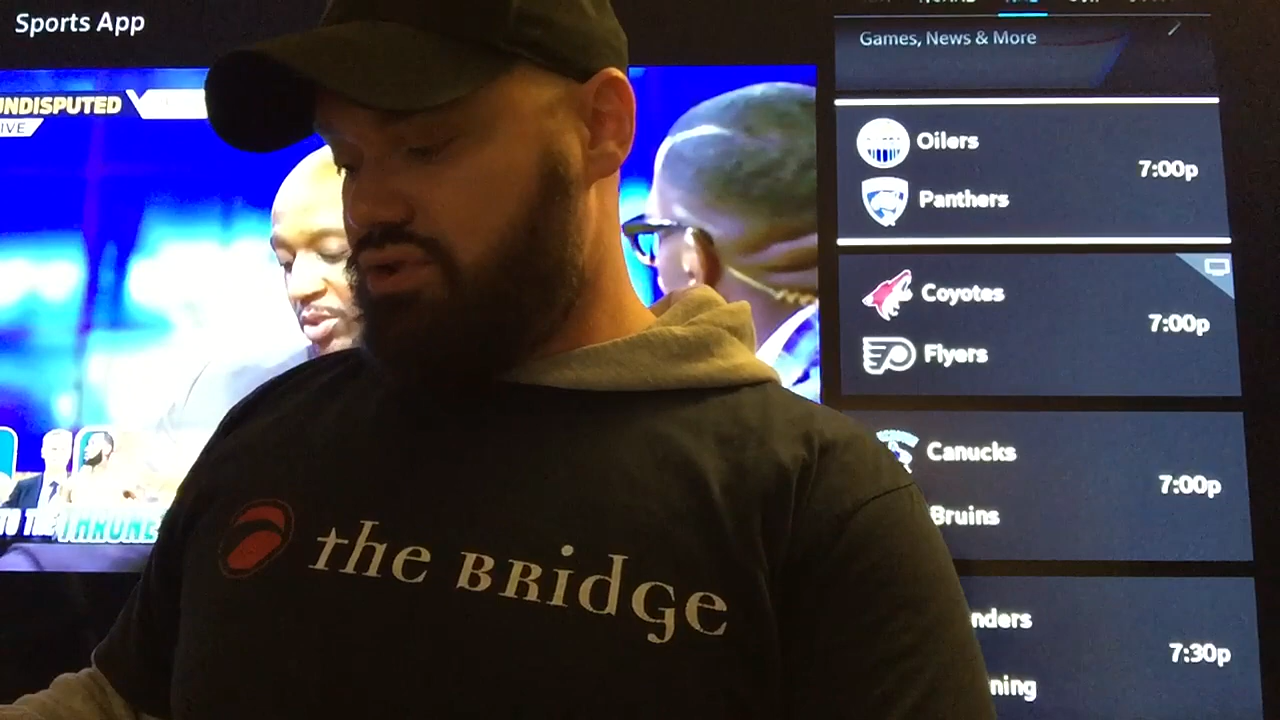 Sports App
UNDISPUTED
Games, News & More
Oilers
7:00p
Panthers
Coyotes
7:00p
Flyers
Canucks
7:00p
Bruins
7:30p
the BRidge
THRONE